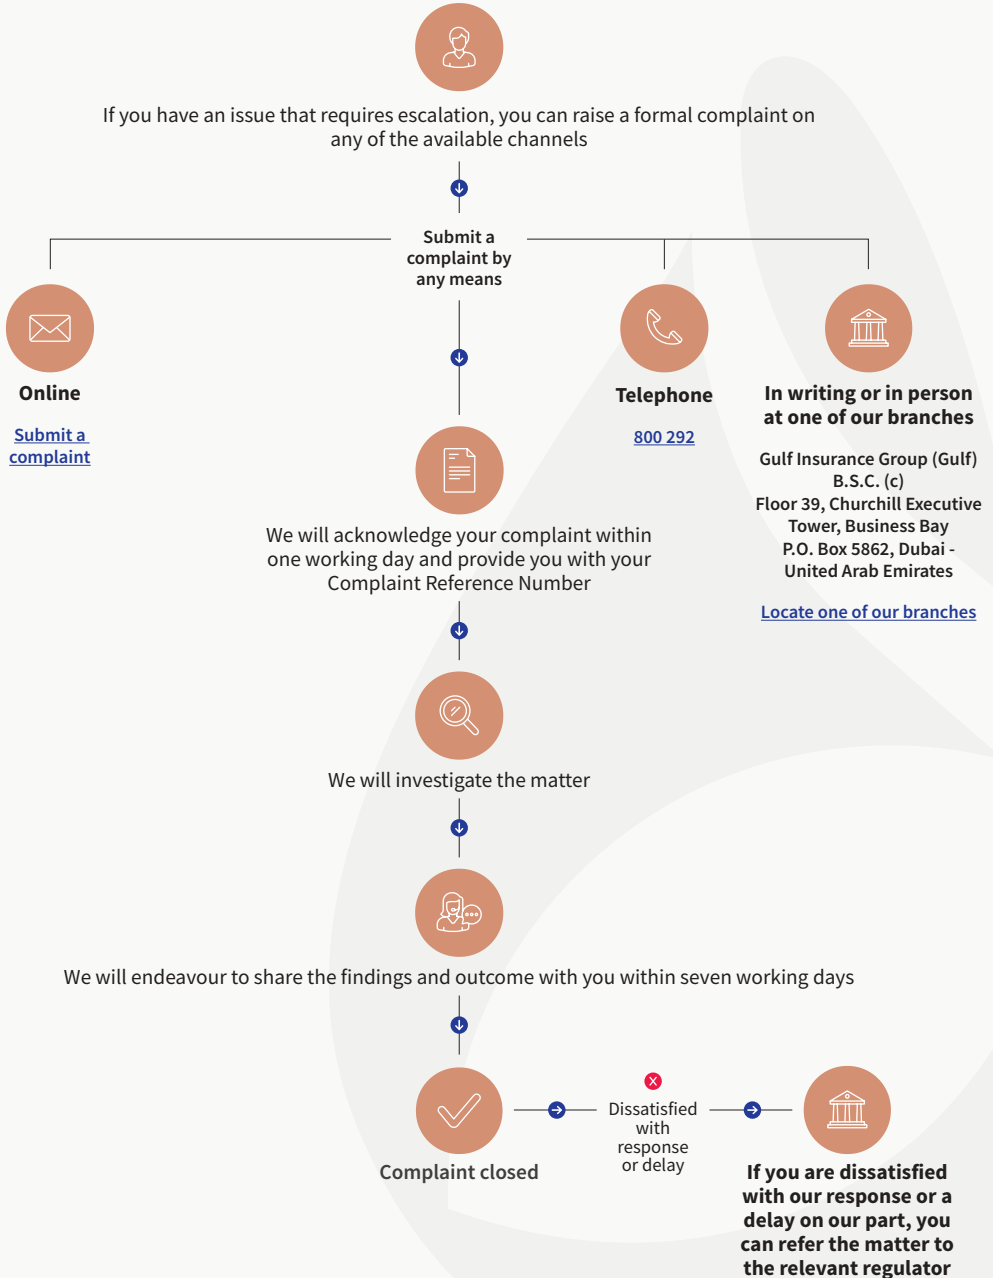 If you have an issue that requires escalation, you can raise a formal complaint on
any of the available channels
Submit a
complaint by
any means
Online
Submit a
complaint
Telephone
800 292
In writing or in person
at one of our branches
Gulf Insurance Group (Gulf)
B.S.C. (c)
Floor 39, Churchill Executive
Tower, Business Bay
P.O. Box 5862, Dubai -
United Arab Emirates
Locate one of our branches
We will acknowledge your complaint within
one working day and provide you with your
Complaint Reference Number
We will investigate the matter
We will endeavour to share the findings and outcome with you within seven working days
Complaint closed
Dissatisfied
with
response
or delay
If you are dissatisfied
with our response or a
delay on our part, you
can refer the matter to
the relevant regulator